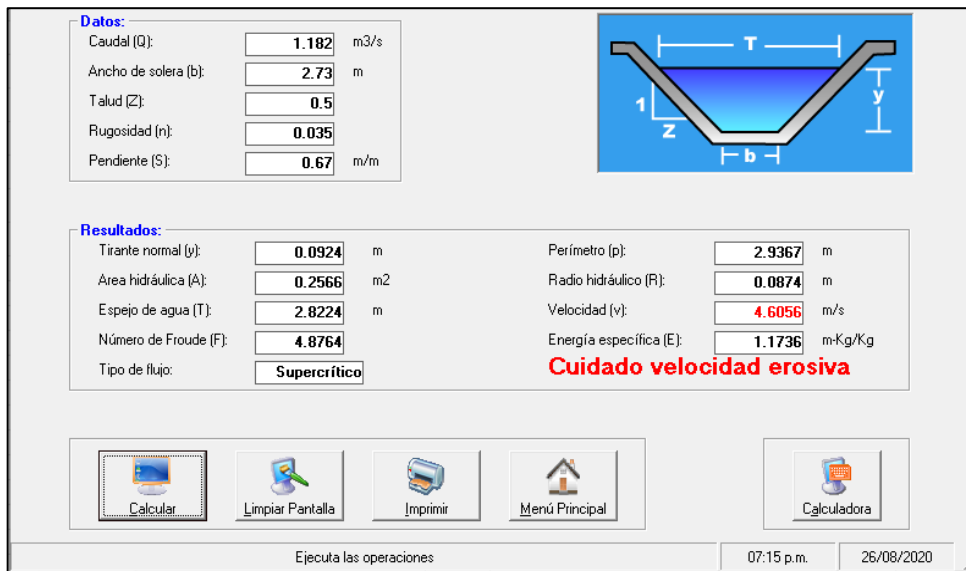 Datos:
Caudal (Q): 1.182 m3/s
Ancho de solera (b): 2.73 m
Talud (Z): 0.5
Rugosidad (n): 0.035
Pendiente (S): 0.67 m/m
T
1
Z
y
b
Resultados:
Tirante normal (y): 0.0924 m Perímetro (p): 2.9367 m
Area hidráulica (A): 0.2566 m2 Radio hidráulico (R): 0.0874 m
Espejo de agua (T): 2.8224 m Velocidad (v): 4.6056 m/s
Número de Froude (F): 4.8764 Energía específica (E): 1.1736 m-Kg/Kg
Tipo de flujo: Supercrítico Cuidado velocidad erosiva
Calcular Limpiar Pantalla Imprimir Menú Principal Calculadora
Ejecuta las operaciones 07:15 p.m. 26/08/2020